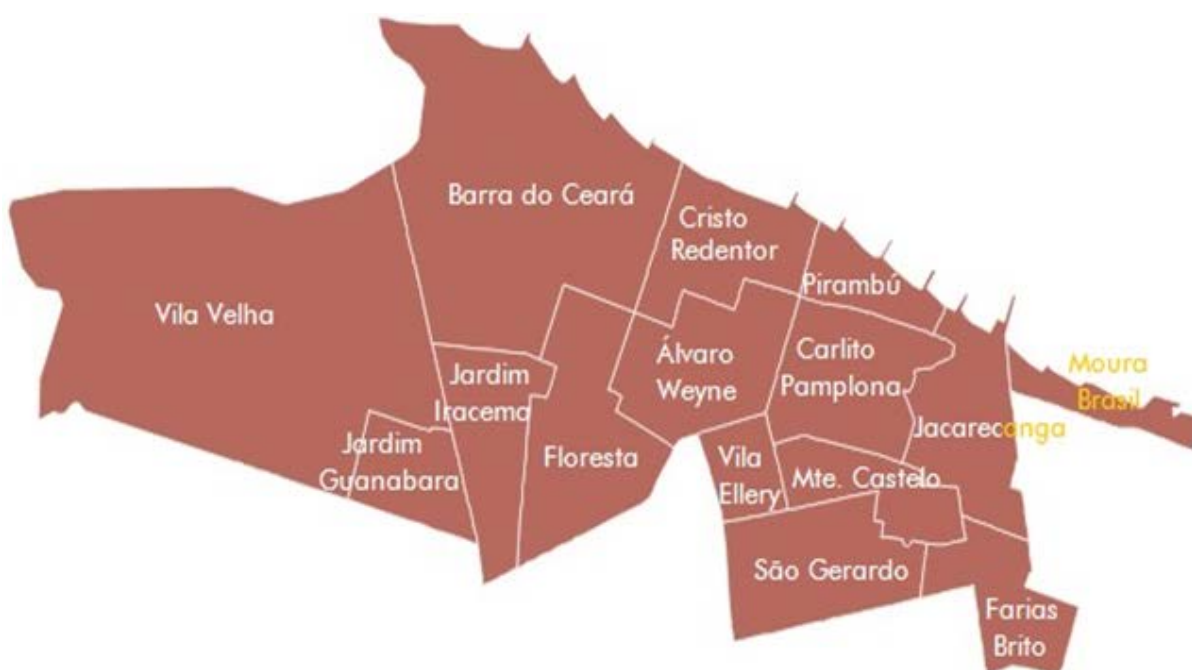 Barra do Ceará
Cristo
Redentor
Pirambú
Vila Velha
Álvaro
Weyne
Carlito
Pamplona
Moura
Brasil
Jardim
Iracema
Jacarecanga
Jardim
Guanabara
Floresta
Vila
Ellery
Mte. Castelo
São Gerardo
Farias
Brito